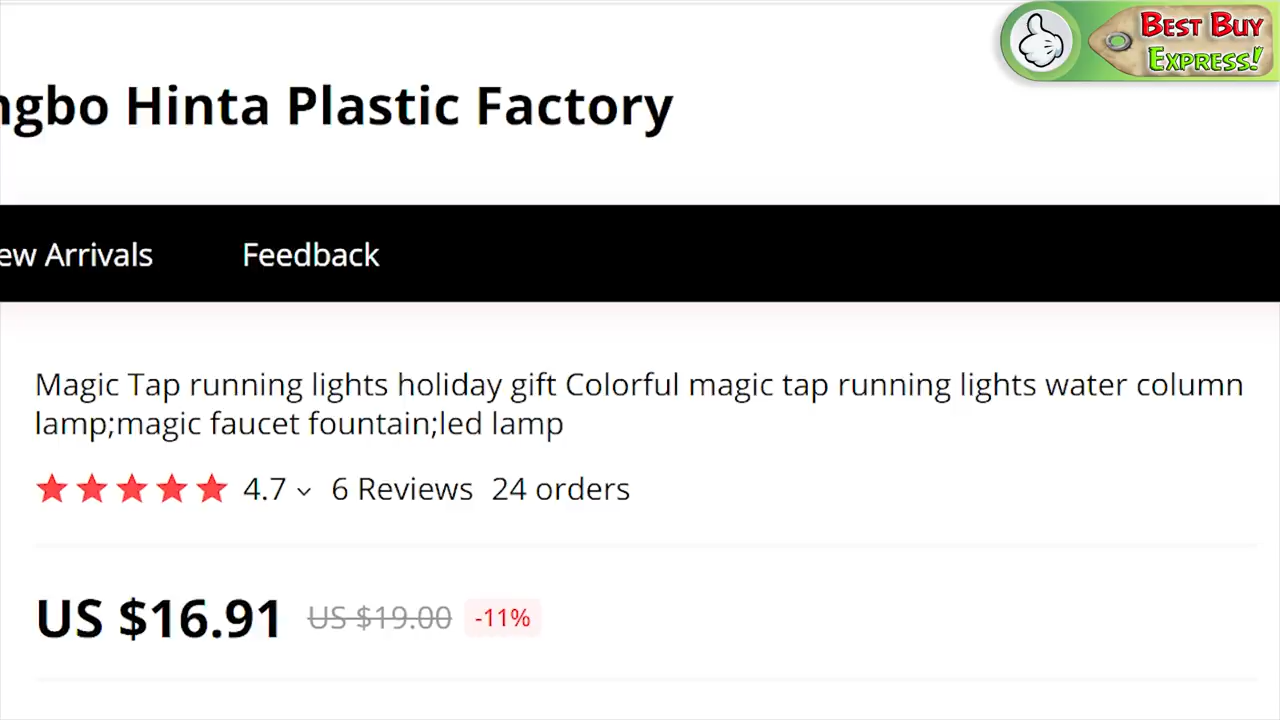 BEST BUY
EXPRESS!
ngbo Hinta Plastic Factory
ew Arrivals Feedback
Magic Tap running lights holiday gift Colorful magic tap running lights water column
lamp;magic faucet fountain;led lamp
4.7 6 Reviews 24 orders
US $16.91 US $19.00 -11%